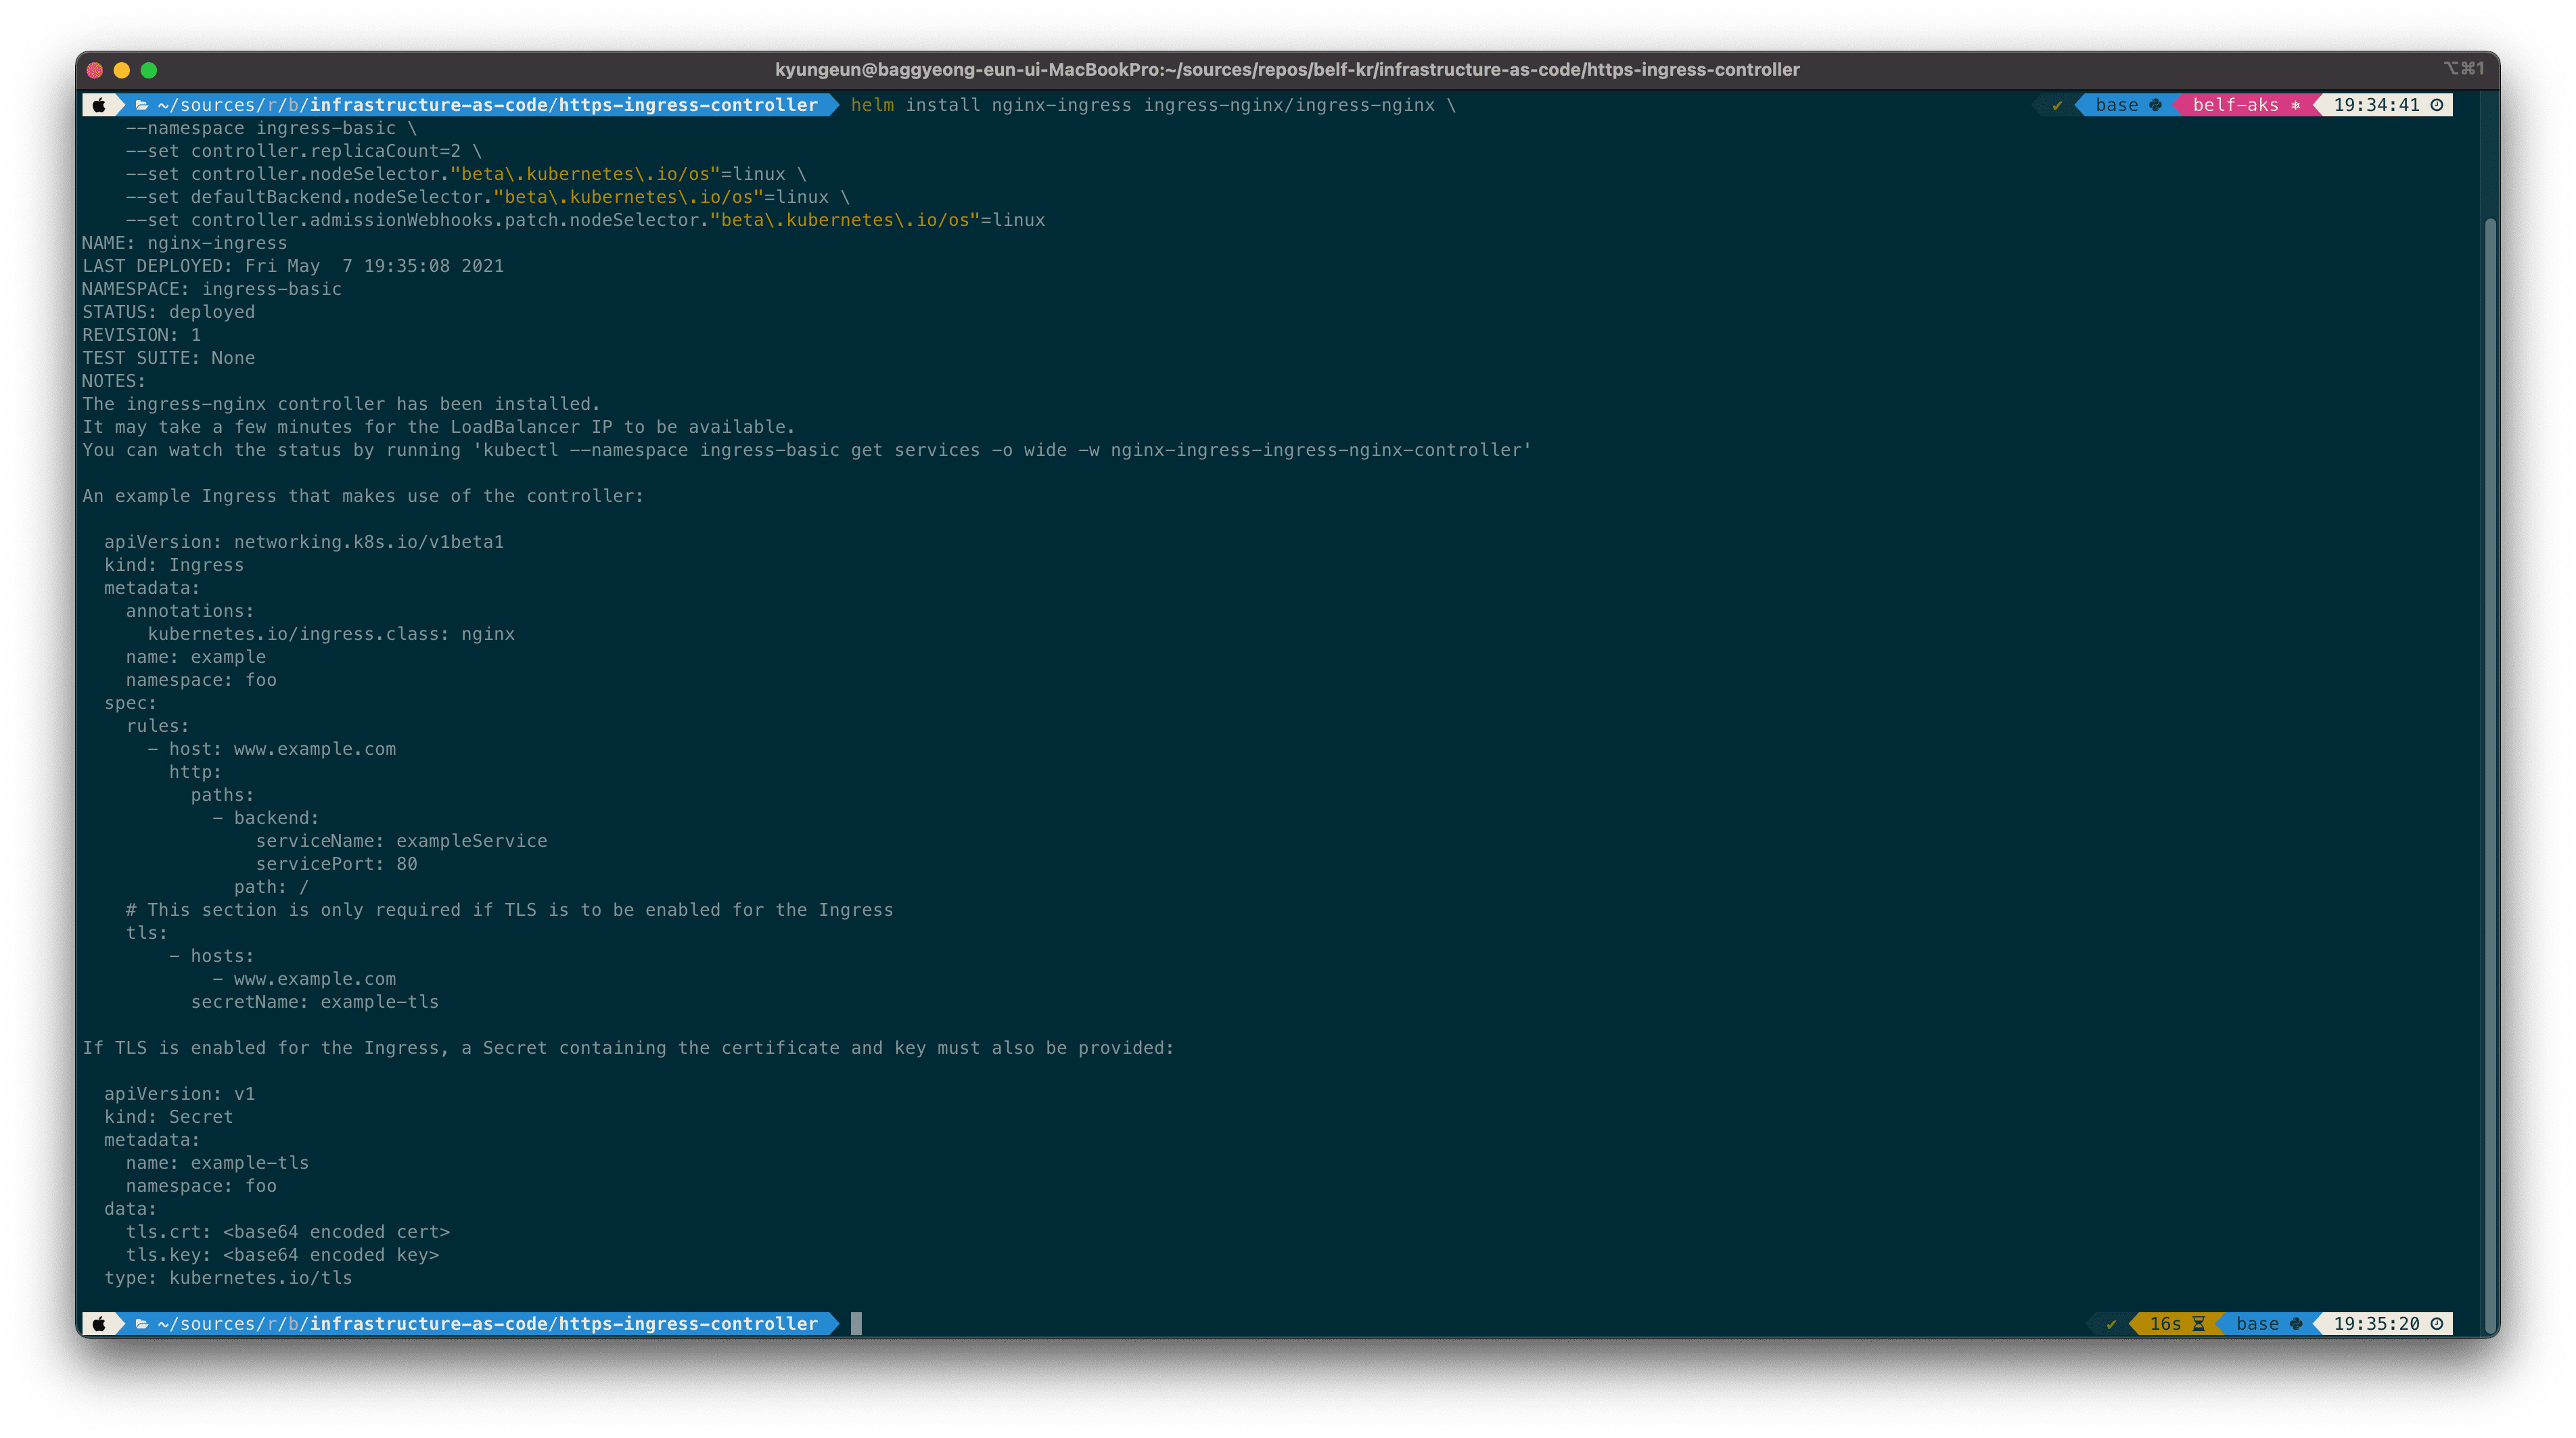 kyungeun@baggyeong-eun-ui-MacBookPro:~/sources/repos/belf-kr/infrastructure-as-code/https-ingress-controller ⌥⌘1
~/sources/r/b/infrastructure-as-code/https-ingress-controller helm install nginx-ingress ingress-nginx/ingress-nginx \ ✔ base belf-aks 19:34:41
    --namespace ingress-basic \
    --set controller.replicaCount=2 \
    --set controller.nodeSelector."beta\.kubernetes\.io/os"=linux \
    --set defaultBackend.nodeSelector."beta\.kubernetes\.io/os"=linux \
    --set controller.admissionWebhooks.patch.nodeSelector."beta\.kubernetes\.io/os"=linux
NAME: nginx-ingress
LAST DEPLOYED: Fri May  7 19:35:08 2021
NAMESPACE: ingress-basic
STATUS: deployed
REVISION: 1
TEST SUITE: None
NOTES:
The ingress-nginx controller has been installed.
It may take a few minutes for the LoadBalancer IP to be available.
You can watch the status by running 'kubectl --namespace ingress-basic get services -o wide -w nginx-ingress-ingress-nginx-controller'

An example Ingress that makes use of the controller:

  apiVersion: networking.k8s.io/v1beta1
  kind: Ingress
  metadata:
    annotations:
      kubernetes.io/ingress.class: nginx
    name: example
    namespace: foo
  spec:
    rules:
      - host: www.example.com
        http:
          paths:
            - backend:
                serviceName: exampleService
                servicePort: 80
              path: /
    # This section is only required if TLS is to be enabled for the Ingress
    tls:
        - hosts:
            - www.example.com
          secretName: example-tls

If TLS is enabled for the Ingress, a Secret containing the certificate and key must also be provided:

  apiVersion: v1
  kind: Secret
  metadata:
    name: example-tls
    namespace: foo
  data:
    tls.crt: <base64 encoded cert>
    tls.key: <base64 encoded key>
  type: kubernetes.io/tls

~/sources/r/b/infrastructure-as-code/https-ingress-controller ✔ 16s base 19:35:20